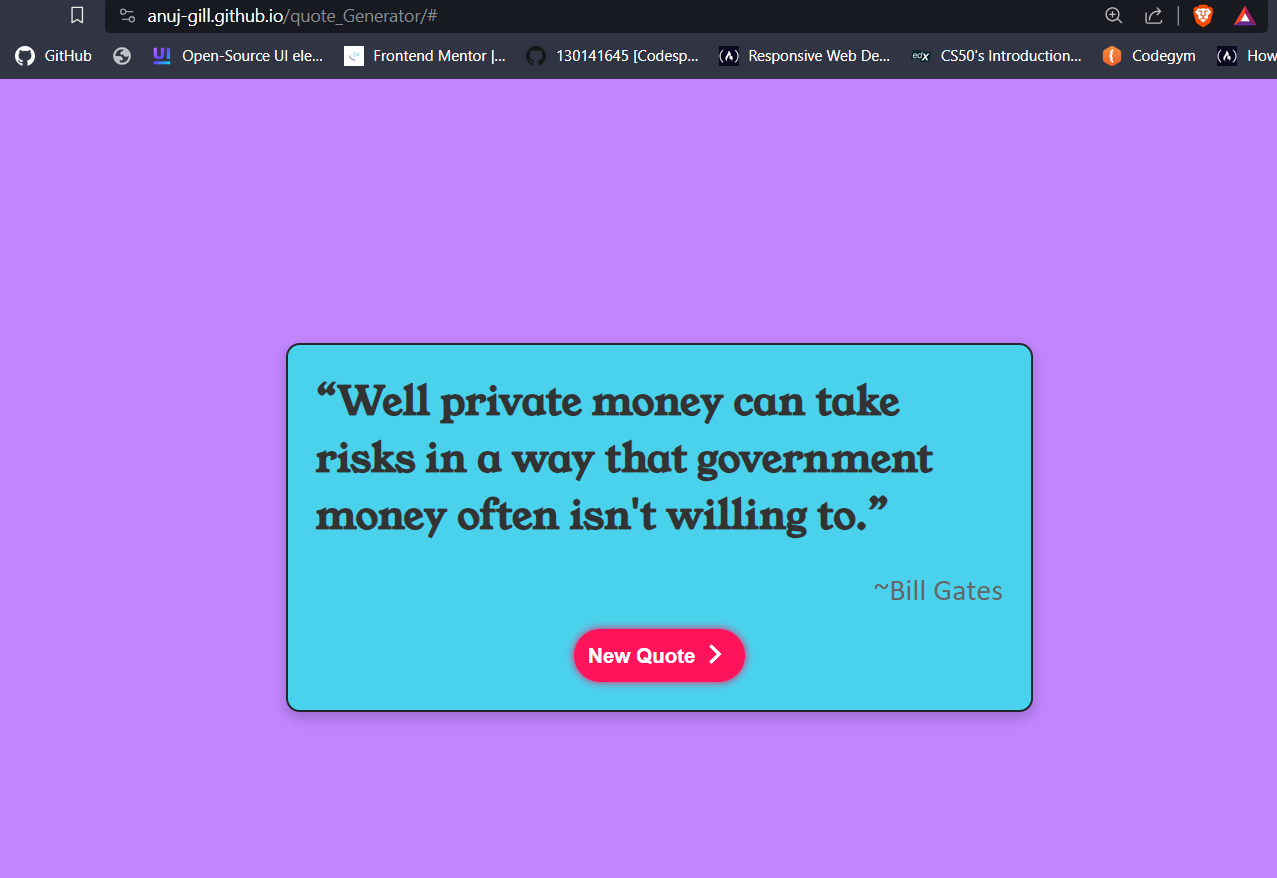 anuj-gill.github.io/quote_Generator/#
GitHub UI Open-Source UI ele... Frontend Mentor |... 130141645 [Codesp... (A) Responsive Web De... edX CS50's Introduction... Codegym (A) How
“Well private money can take
risks in a way that government
money often isn't willing to.”
~Bill Gates
New Quote